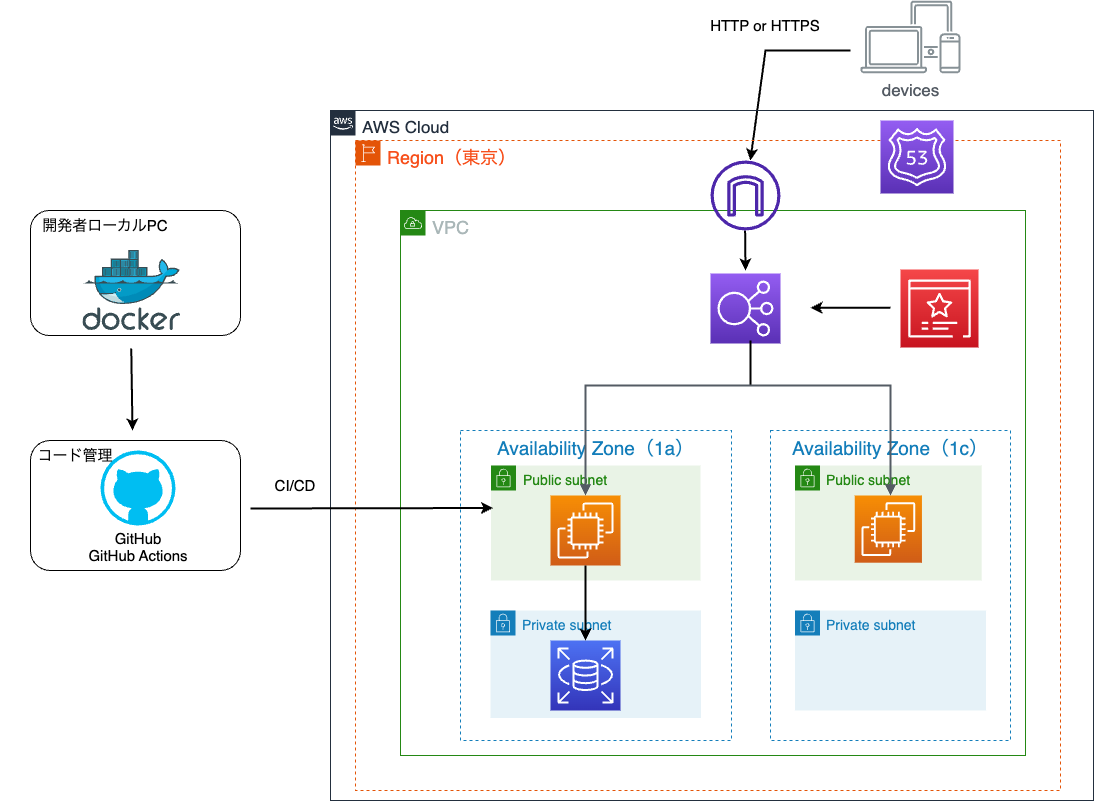 HTTP or HTTPS
devices
aws
AWS Cloud
Region（東京）
53
VPC
開発者ローカルPC
docker
コード管理
GitHub
GitHub Actions
CI/CD
Availability Zone（1a）
Public subnet
Private subnet
Availability Zone（1c）
Public subnet
Private subnet